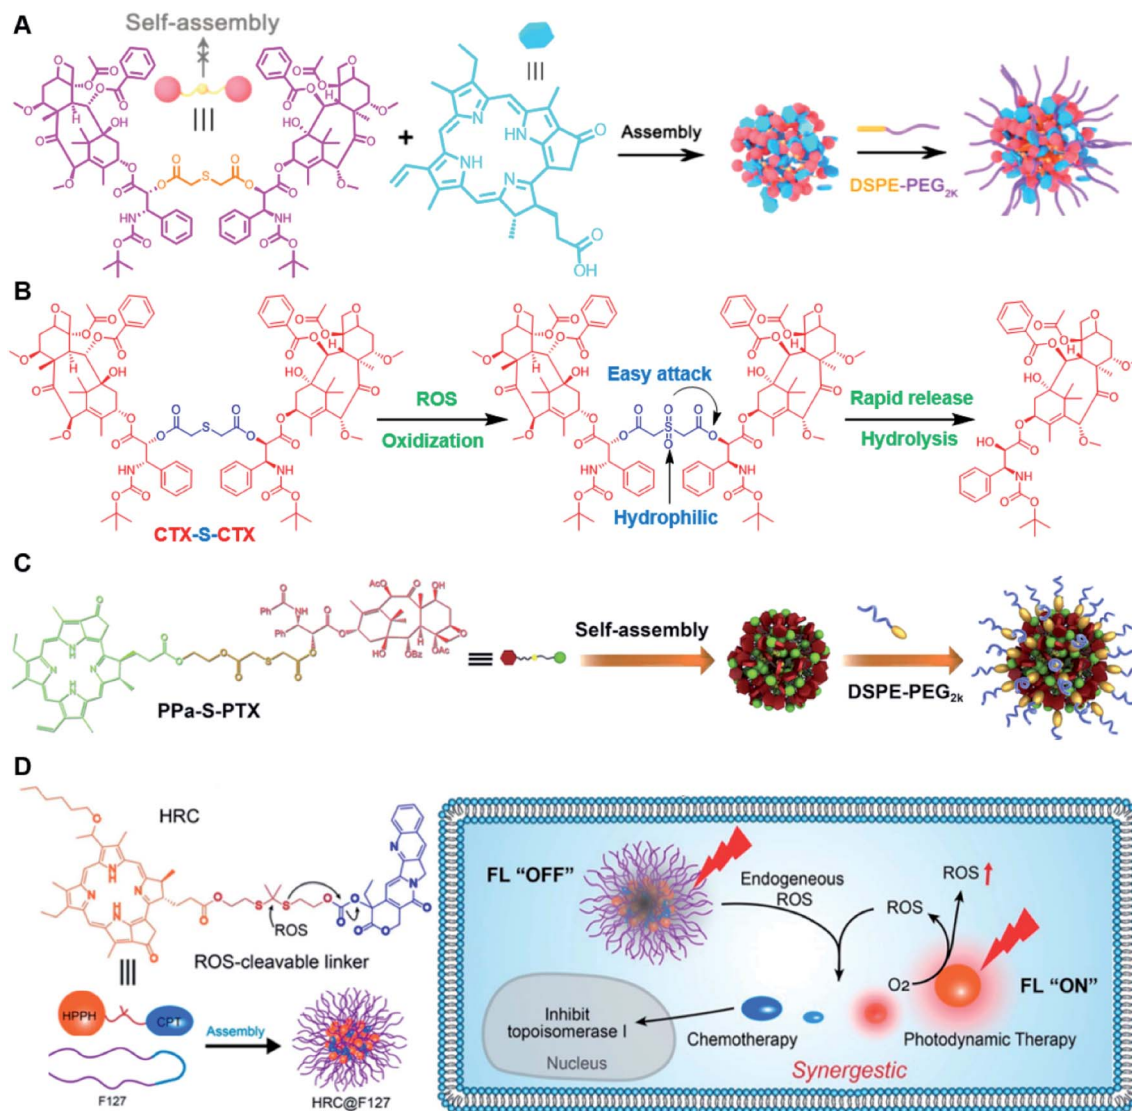 A
Self-assembly
+
Assembly
DSPE-PEG2K
B
CTX-S-CTX
ROS
Oxidization
Easy attack
Hydrophilic
Rapid release
Hydrolysis
C
PPa-S-PTX
Self-assembly
DSPE-PEG2k
D
HRC
ROS
ROS-cleavable linker
HPPH
CPT
F127
Assembly
HRC@F127
FL “OFF”
Endogeneous
ROS
ROS
ROS
O2
FL “ON”
Inhibit
topoisomerase I
Nucleus
Chemotherapy
Photodynamic Therapy
Synergestic